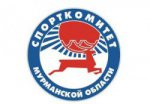 СПОРТКОМИТЕТ
МУРМАНСКОЙ ОБЛАСТИ